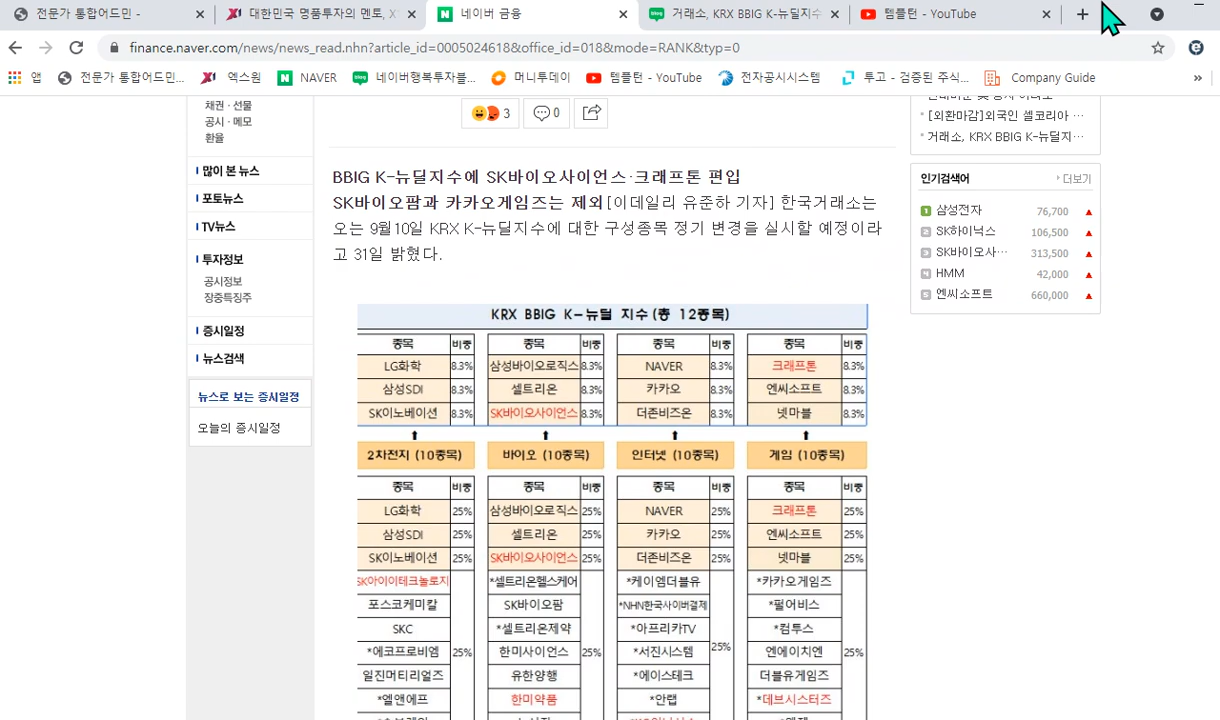 전문가 통합어드민 -
대한민국 명품투자의 멘토, X
네이버 금융
거래소, KRX BBIG K-뉴딜지수
템플턴 - YouTube
finance.naver.com/news/news_read.nhn?article_id=0005024618&office_id=018&mode=RANK&typ=0
앱
전문가 통합어드민...
엑스원
NAVER
네이버행복투자블...
머니투데이
템플턴 - YouTube
전자공시시스템
투고 - 검증된 주식...
Company Guide
채권 · 선물
공시 · 메모
환율
많이 본 뉴스
포토뉴스
TV뉴스
투자정보
공시정보
장중특징주
증시일정
뉴스검색
뉴스로 보는 증시일정
오늘의 증시일정
3
0
BBIG K-뉴딜지수에 SK바이오사이언스·크래프톤 편입
SK바이오팜과 카카오게임즈는 제외[이데일리 유준하 기자] 한국거래소는
오는 9월10일 KRX K-뉴딜지수에 대한 구성종목 정기 변경을 실시할 예정이라
고 31일 밝혔다.
KRX BBIG K-뉴딜 지수(총 12종목)
종목 비중 종목 비중 종목 비중 종목 비중
LG화학 8.3% 삼성바이오로직스 8.3% NAVER 8.3% 크래프톤 8.3%
삼성SDI 8.3% 셀트리온 8.3% 카카오 8.3% 엔씨소프트 8.3%
SK이노베이션 8.3% SK바이오사이언스 8.3% 더존비즈온 8.3% 넷마블 8.3%
2차전지 (10종목) 바이오 (10종목) 인터넷 (10종목) 게임 (10종목)
종목 비중 종목 비중 종목 비중 종목 비중
LG화학 25% 삼성바이오로직스 25% NAVER 25% 크래프톤 25%
삼성SDI 25% 셀트리온 25% 카카오 25% 엔씨소프트 25%
SK이노베이션 25% SK바이오사이언스 25% 더존비즈온 25% 넷마블 25%
SK아이이테크놀로지 *셀트리온헬스케어 *케이엠더블유 *카카오게임즈
포스코케미칼 SK바이오팜 *NHN한국사이버결제 *펄어비스
SKC *셀트리온제약 *아프리카TV *컴투스
*에코프로비엠 25% 한미사이언스 25% *서진시스템 25% 엔에이치엔 25%
일진머티리얼즈 유한양행 *에이스테크 더블유게임즈
*엘앤에프 한미약품 *안랩 *데브시스터즈
[외환마감]외국인 셀코리아 ...
거래소, KRX BBIG K-뉴딜지...
인기검색어
더보기
1 삼성전자 76,700 ▲
2 SK하이닉스 106,500 ▲
3 SK바이오사... 313,500 ▲
4 HMM 42,000 ▲
5 엔씨소프트 660,000 ▲